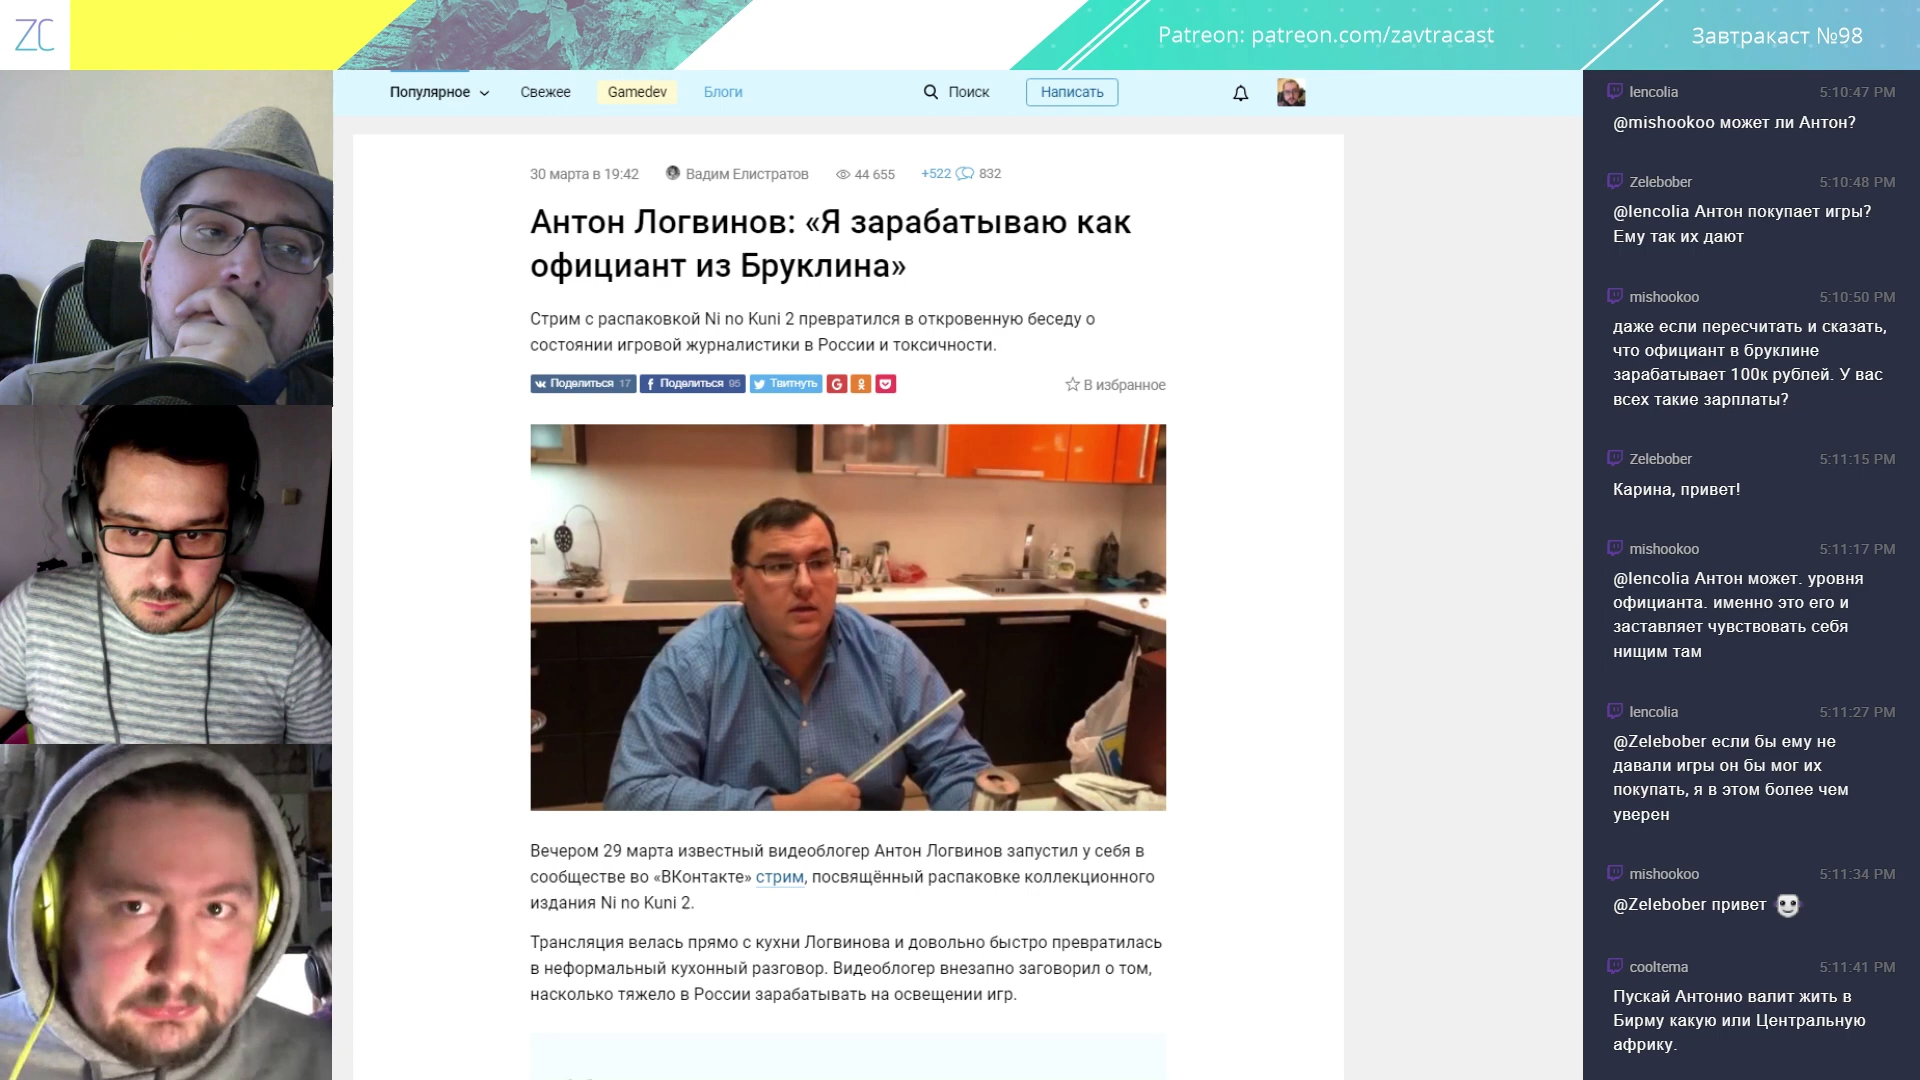 ZC
Patreon: patreon.com/zavtracast
Завтракаст №98
Популярное
Свежее
Gamedev
Блоги
Поиск
Написать
30 марта в 19:42
Вадим Елистратов
44 655
+522
832
Антон Логвинов: «Я зарабатываю как
официант из Бруклина»
Стрим с распаковкой Ni no Kuni 2 превратился в откровенную беседу о
состоянии игровой журналистики в России и токсичности.
Поделиться 17
Поделиться 95
Твитнуть
В избранное
Вечером 29 марта известный видеоблогер Антон Логвинов запустил у себя в
сообществе во «ВКонтакте» стрим, посвящённый распаковке коллекционного
издания Ni no Kuni 2.
Трансляция велась прямо с кухни Логвинова и довольно быстро превратилась
в неформальный кухонный разговор. Видеоблогер внезапно заговорил о том,
насколько тяжело в России зарабатывать на освещении игр.
lencolia 5:10:47 PM
@mishookoo может ли Антон?
Zelebober 5:10:48 PM
@lencolia Антон покупает игры?
Ему так их дают
mishookoo 5:10:50 PM
даже если пересчитать и сказать,
что официант в бруклине
зарабатывает 100к рублей. У вас
всех такие зарплаты?
Zelebober 5:11:15 PM
Карина, привет!
mishookoo 5:11:17 PM
@lencolia Антон может. уровня
официанта. именно это его и
заставляет чувствовать себя
нищим там
lencolia 5:11:27 PM
@Zelebober если бы ему не
давали игры он бы мог их
покупать, я в этом более чем
уверен
mishookoo 5:11:34 PM
@Zelebober привет
cooltema 5:11:41 PM
Пускай Антонио валит жить в
Бирму какую или Центральную
африку.